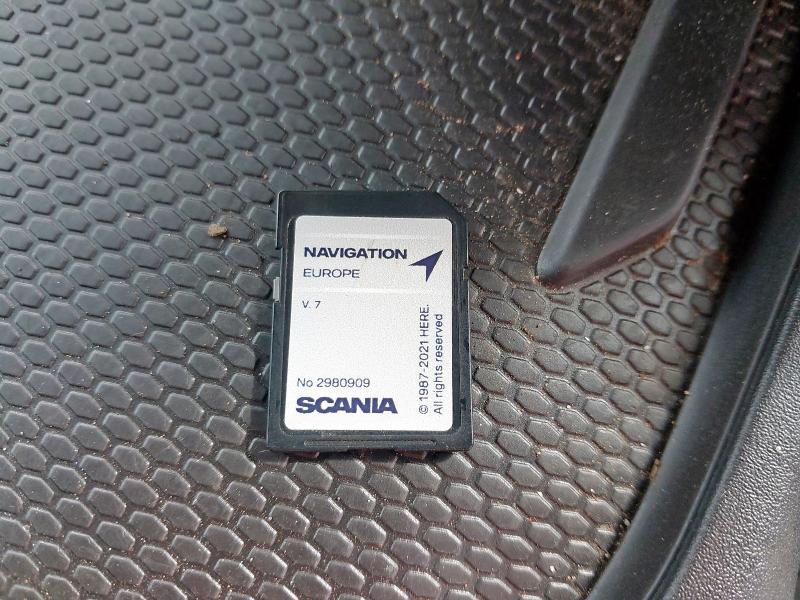 NAVIGATION
EUROPE
V. 7
No 2980909
SCANIA
© 1987-2021 HERE.
All rights reserved